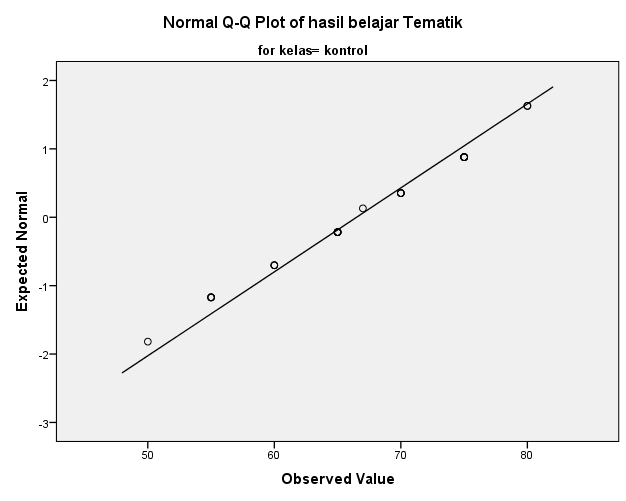 Normal Q-Q Plot of hasil belajar Tematik
for kelas= kontrol
Expected Normal
2
1
0
-1
-2
-3
50 60 70 80
Observed Value